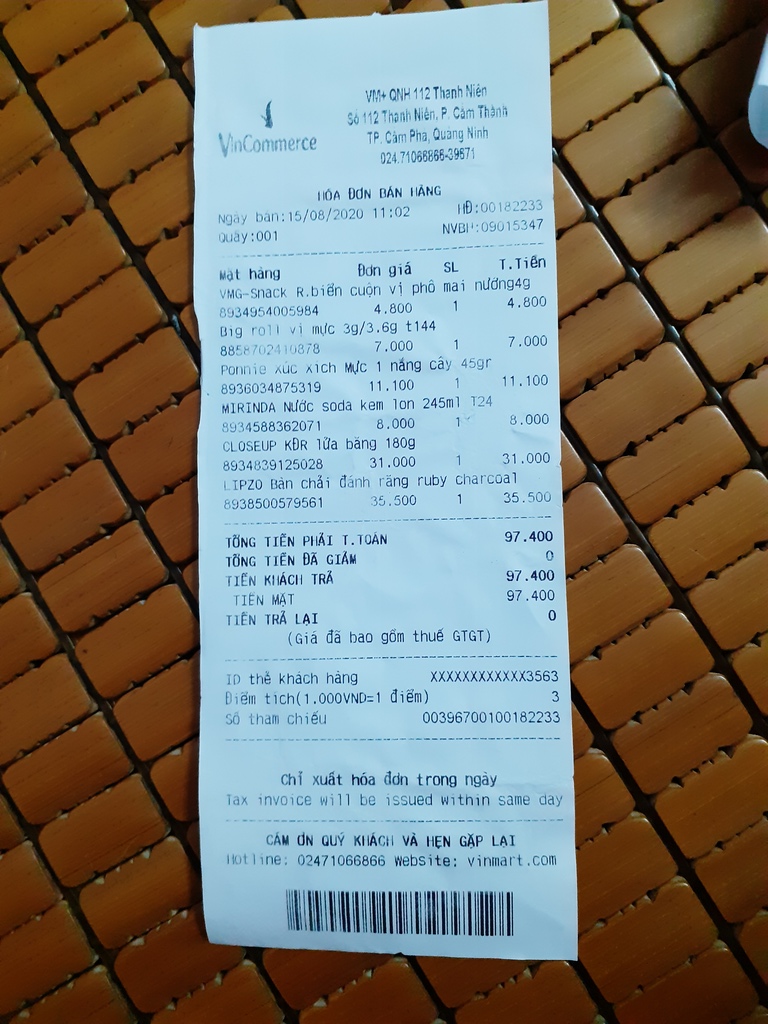 VinCommerce
VM+ QNH 112 Thanh Niên
Số 112 Thanh Niên, P. Cẩm Thành
TP. Cẩm Phả, Quảng Ninh
024.71066866-39671
HÓA ĐƠN BÁN HÀNG
Ngày bán:15/08/2020 11:02 HĐ:00182233
Quầy:001 NVBH:09015347
Mặt hàng Đơn giá SL T.Tiền
VMG-Snack R.biển cuộn vị phô mai nướng4g
8934954005984 4.800 1 4.800
Big roll vị mực 3g/3.6g t144
8858702410878 7.000 1 7.000
Ponnie xúc xích Mực 1 nắng cây 45gr
8936034875319 11.100 1 11.100
MIRINDA Nước soda kem lon 245ml T24
8934588362071 8.000 1 8.000
CLOSEUP KĐR lửa băng 180g
8934839125028 31.000 1 31.000
LIPZO Bàn chải đánh răng ruby charcoal
8938500579561 35.500 1 35.500
TỔNG TIỀN PHẢI T.TOÁN 97.400
TỔNG TIỀN ĐÃ GIẢM 0
TIỀN KHÁCH TRẢ 97.400
TIỀN MẶT 97.400
TIỀN TRẢ LẠI 0
(Giá đã bao gồm thuế GTGT)
ID thẻ khách hàng XXXXXXXXXXXX3563
Điểm tích(1.000VND=1 điểm) 3
Số tham chiếu 00396700100182233
Chỉ xuất hóa đơn trong ngày
Tax invoice will be issued within same day
CẢM ƠN QUÝ KHÁCH VÀ HẸN GẶP LẠI
Hotline: 02471066866 Website: vinmart.com